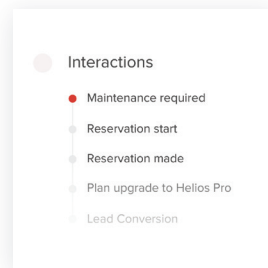 Interactions
Maintenance required
Reservation start
Reservation made
Plan upgrade to Helios Pro
Lead Conversion